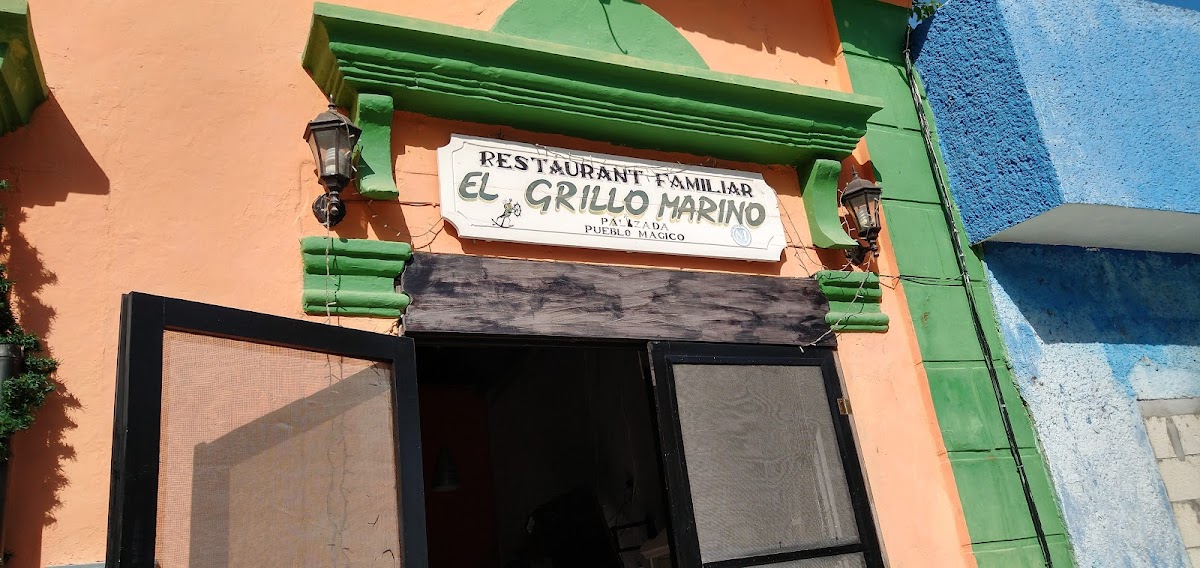 RESTAURANT FAMILIAR
EL GRILLO MARINO
PALIZADA
PUEBLO MAGICO